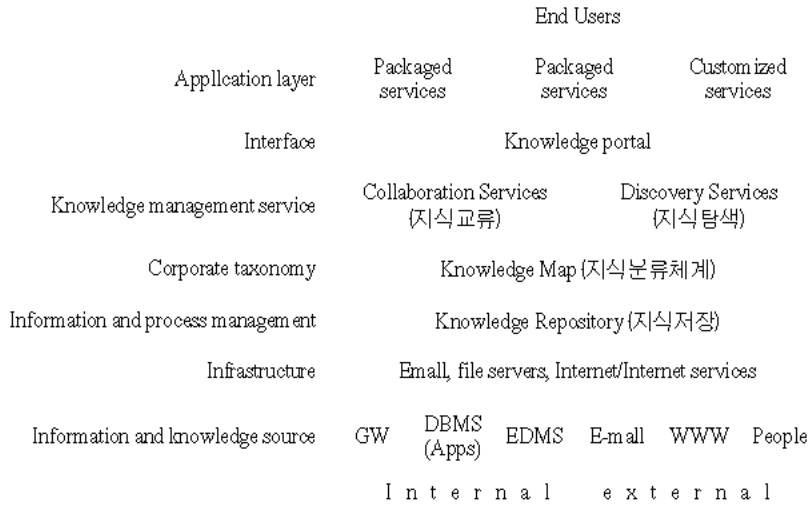 End Users
Appllcation layer Packaged services Packaged services Customized services
Interface Knowledge portal
Knowledge management service Collaboration Services (지식교류) Discovery Services (지식탐색)
Corporate taxonomy Knowledge Map (지식분류체계)
Information and process management Knowledge Repository (지식저장)
Infrastructure Emall, file servers, Internet/Internet services
Information and knowledge source GW DBMS (Apps) EDMS E-mall WWW People
Internal external